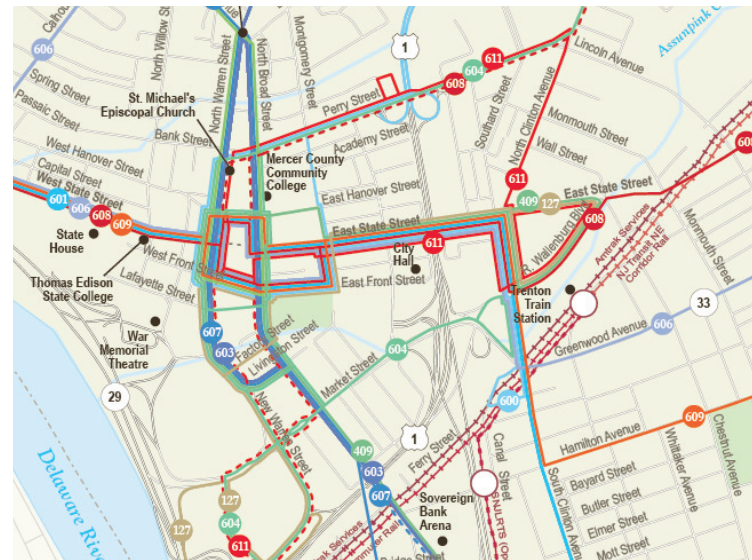 Calhou
606
North Willow Street
North Warren Street
North Broad Street
Montgomery Street
1
611
604
608
Lincoln Avenue
Assunpink C
Spring Street
Passaic Street
St. Michael's
Episcopal Church
Perry Street
Southard Street
North Clinton Avenue
Monmouth Street
Wall Street
Bank Street
Academy Street
West Hanover Street
Capital Street
West State Street
Mercer County
Community
College
East Hanover Street
611
409
127
East State Street
608
601
606
608
609
East State Street
608
R. Wallenburg Blvd
Amtrak Services
NJ Transit NE
Corridor Rail
Monmouth Street
State
House
West Front Street
City
Hall
611
Thomas Edison
State College
Lafayette Street
East Front Street
Trenton
Train
Station
33
War
Memorial
Theatre
607
603
Factory Street
Livingston Street
Market Street
604
Greenwood Avenue
606
29
New Warren Street
600
609
1
Ferry Street
Canal Street
Hamilton Avenue
Whittaker Avenue
Chestnut Avenue
409
603
607
Bayard Street
Butler Street
Elmer Street
Mott Street
South Clinton Avenue
Delaware Rive
127
127
604
611
Sovereign
Bank
Arena
Amtrak Services
SNJLRTS